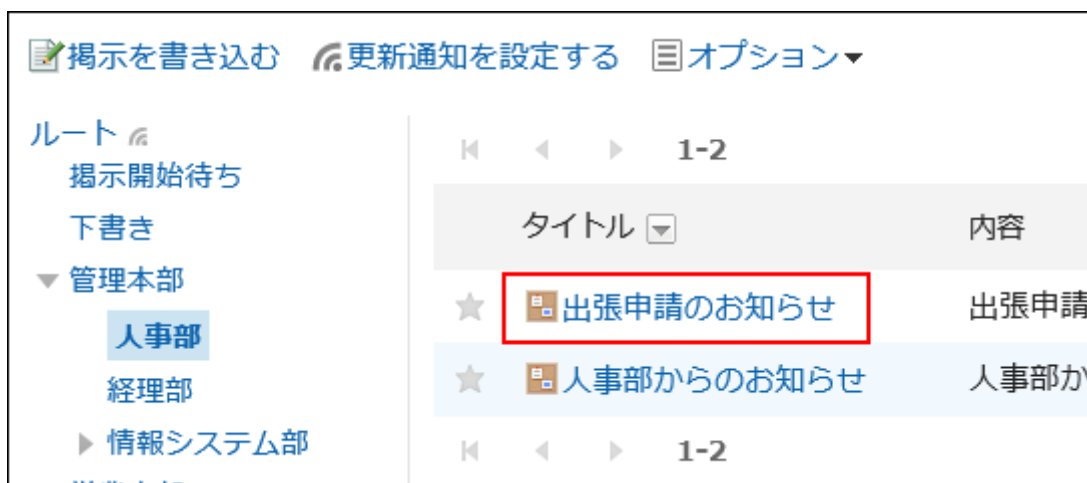 掲示を書き込む 更新通知を設定する オプション
ルート
掲示開始待ち
下書き
管理本部
人事部
経理部
情報システム部
1-2
タイトル 内容
出張申請のお知らせ 出張申請
人事部からのお知らせ 人事部か
1-2